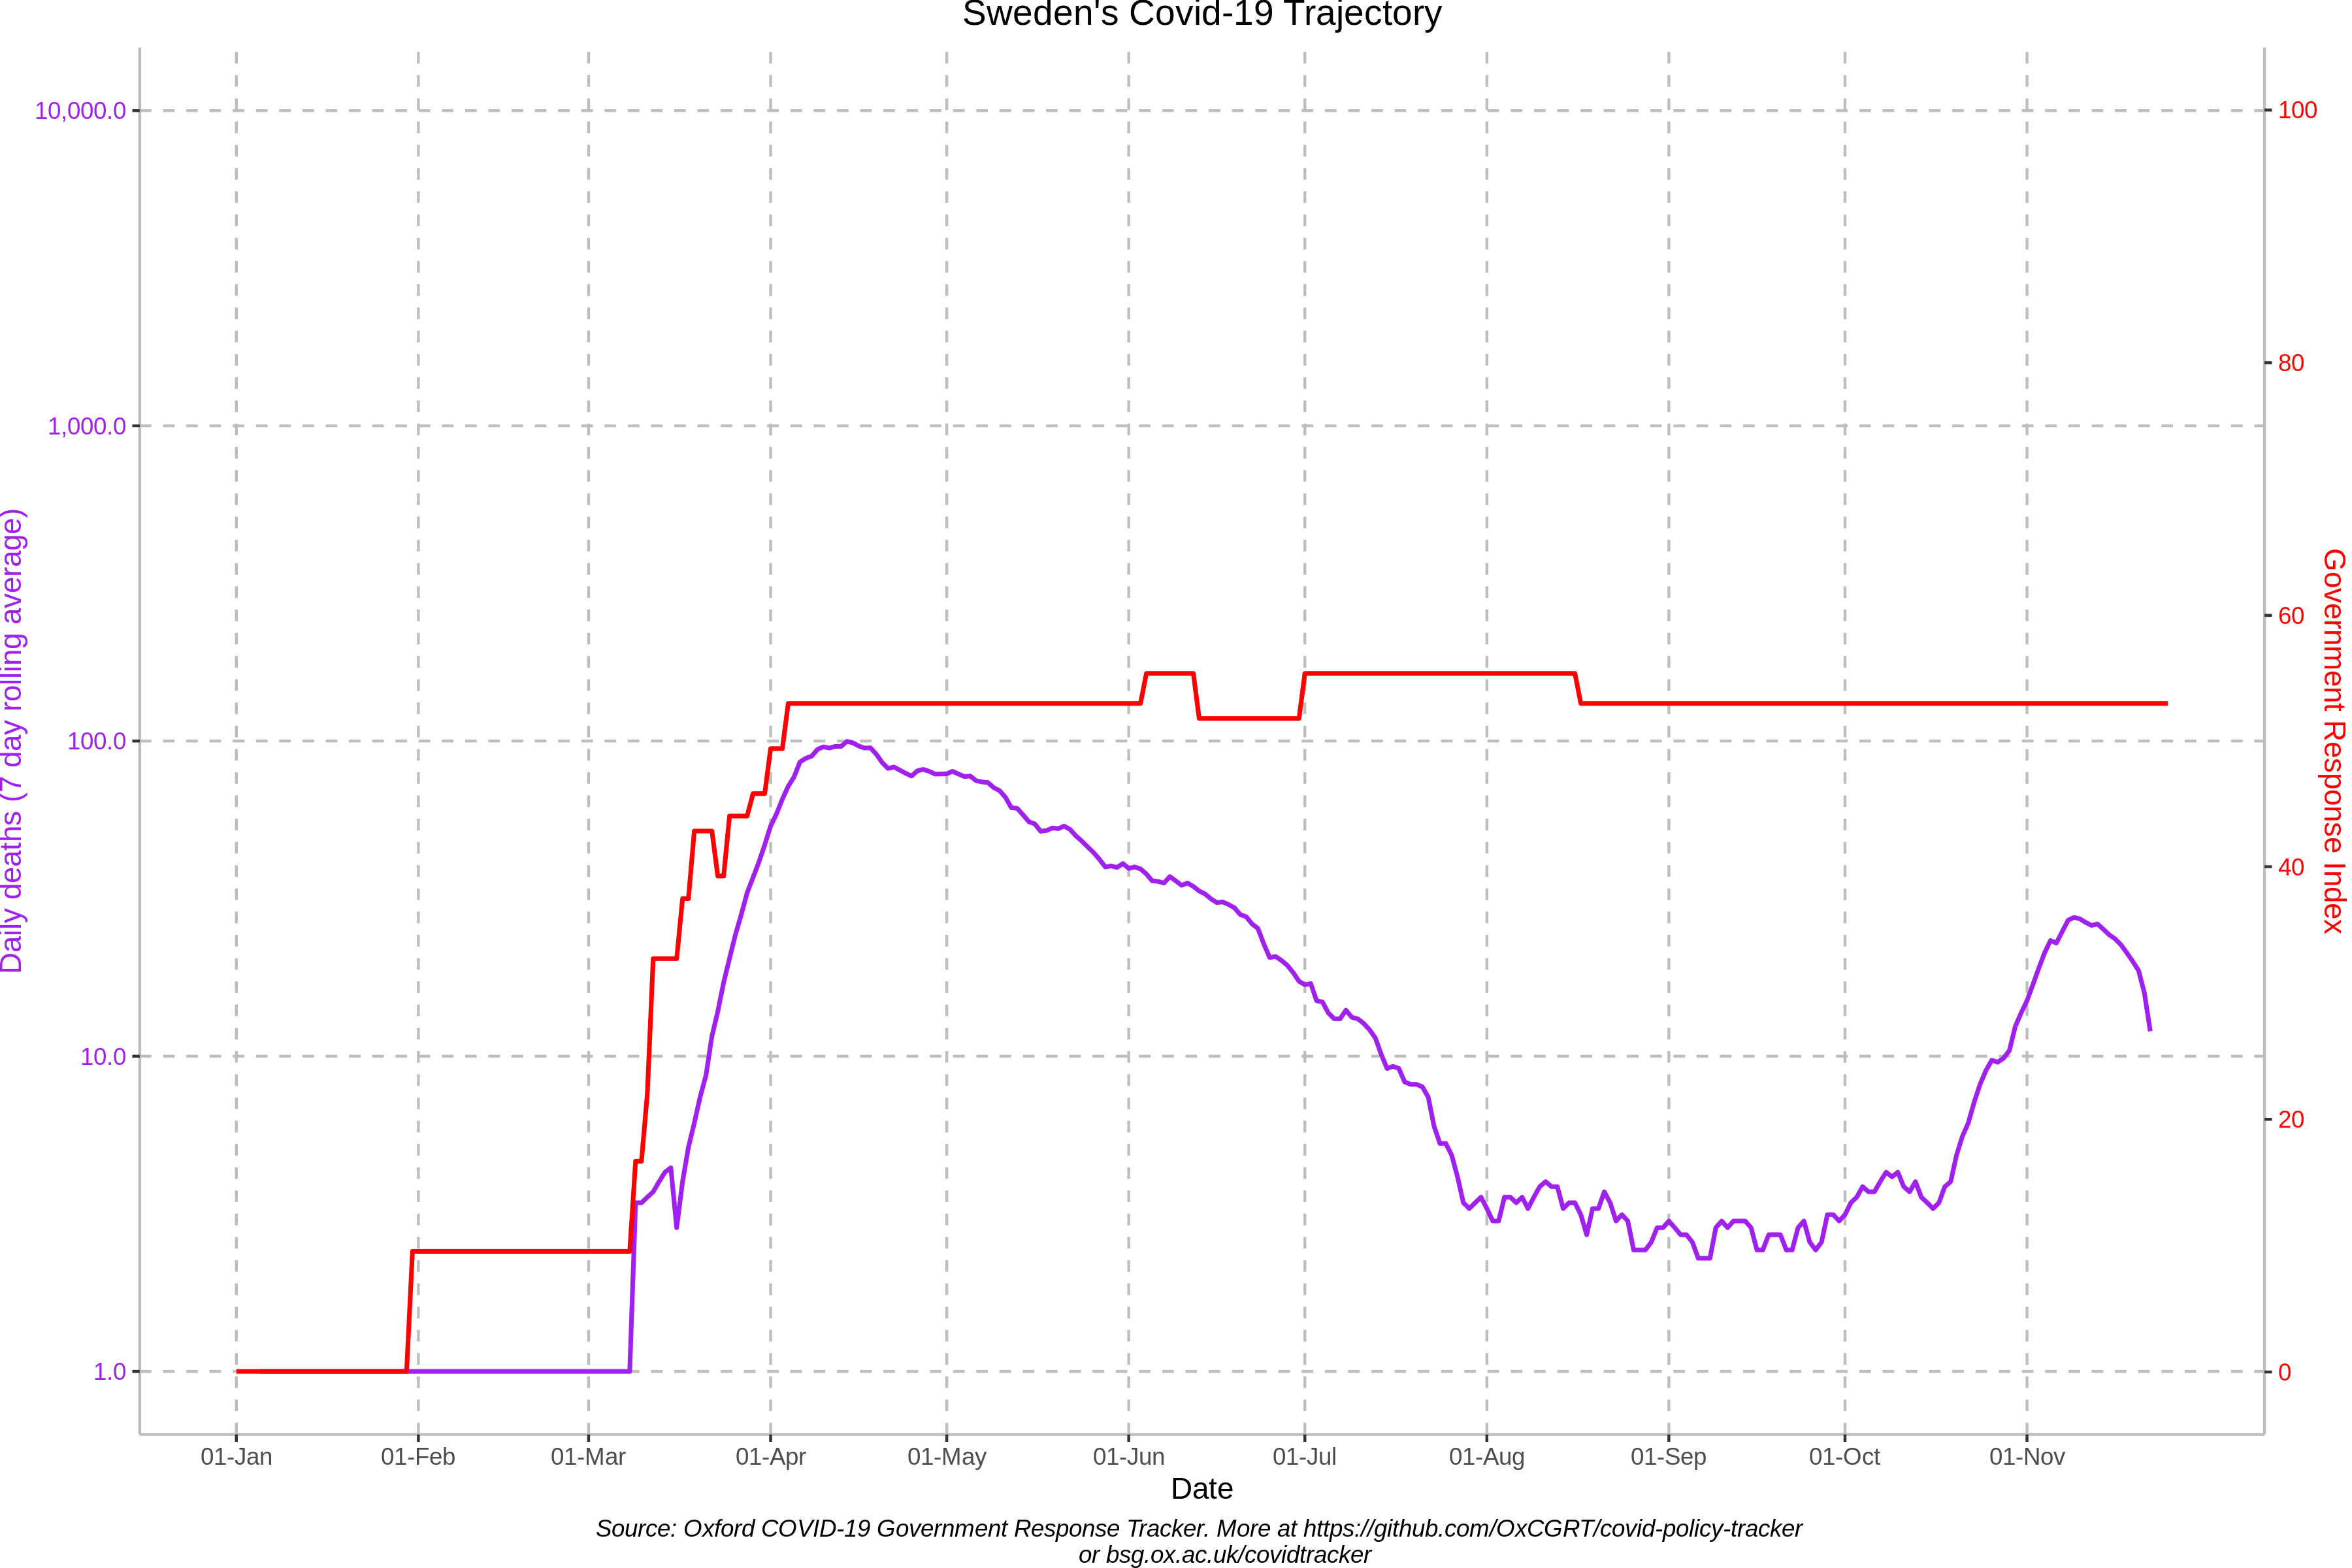 Sweden's Covid-19 Trajectory
10,000.0
1,000.0
100.0
10.0
1.0
Daily deaths (7 day rolling average)
100
80
60
40
20
0
Government Response Index
01-Jan
01-Feb
01-Mar
01-Apr
01-May
01-Jun
01-Jul
01-Aug
01-Sep
01-Oct
01-Nov
Date
Source: Oxford COVID-19 Government Response Tracker. More at https://github.com/OxCGRT/covid-policy-tracker
or bsg.ox.ac.uk/covidtracker